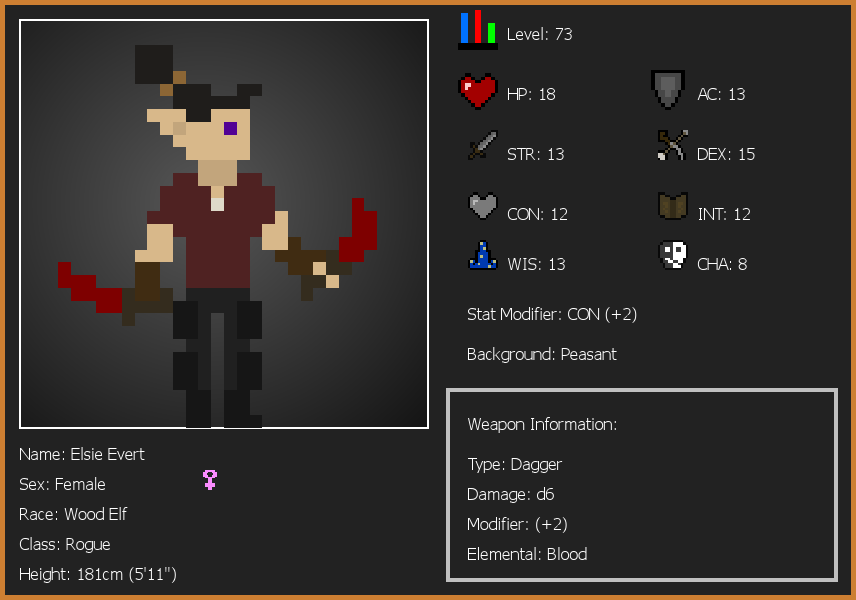 Level: 73
HP: 18
AC: 13
STR: 13
DEX: 15
CON: 12
INT: 12
WIS: 13
CHA: 8
Stat Modifier: CON (+2)
Background: Peasant
Weapon Information:
Type: Dagger
Damage: d6
Modifier: (+2)
Elemental: Blood
Name: Elsie Evert
Sex: Female
Race: Wood Elf
Class: Rogue
Height: 181cm (5'11")